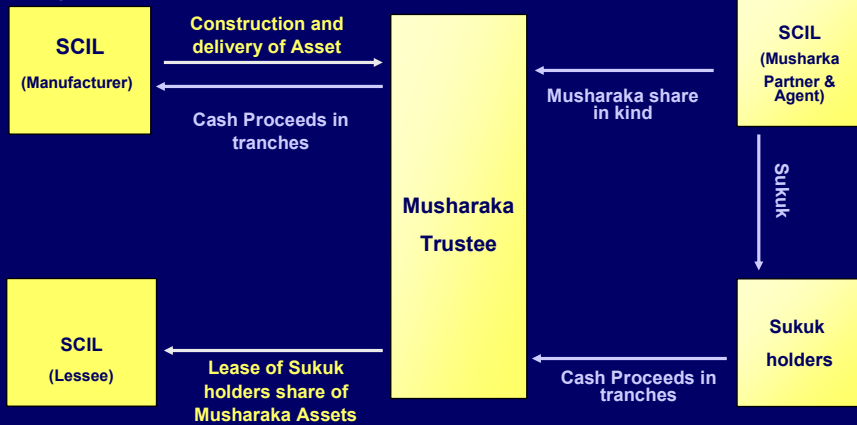 SCIL
(Manufacturer)
Construction and
delivery of Asset
Cash Proceeds in
tranches
Musharaka
Trustee
SCIL
(Musharka
Partner &
Agent)
Musharaka share
in kind
Sukuk
SCIL
(Lessee)
Lease of Sukuk
holders share of
Musharaka Assets
Cash Proceeds in
tranches
Sukuk
holders